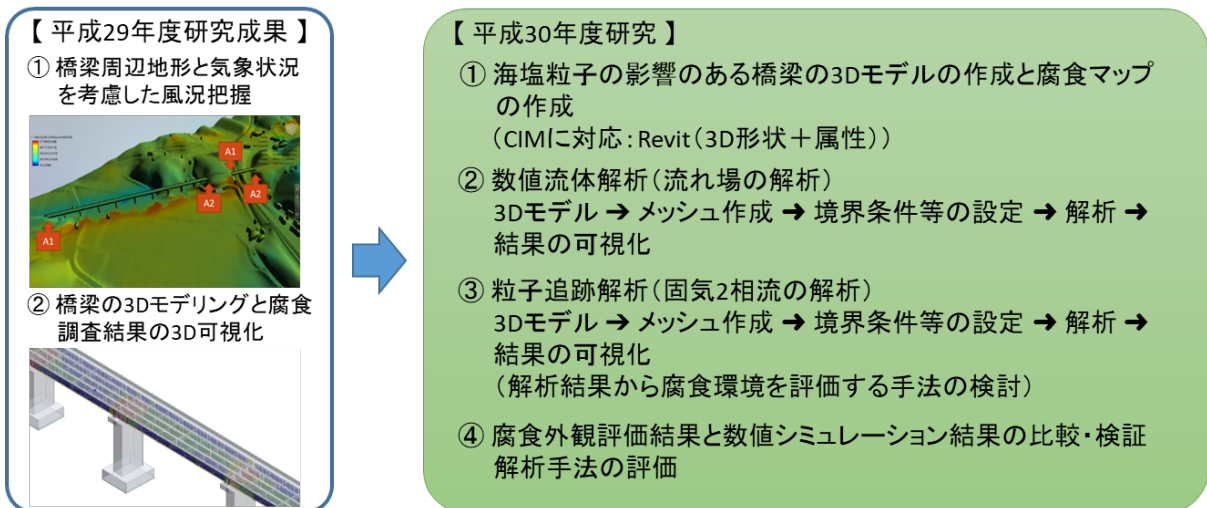 【 平成29年度研究成果 】
① 橋梁周辺地形と気象状況
を考慮した風況把握
A1
A2
A2
A1
② 橋梁の3Dモデリングと腐食
調査結果の3D可視化
【 平成30年度研究 】
① 海塩粒子の影響のある橋梁の3Dモデルの作成と腐食マップ
の作成
（CIMに対応：Revit（3D形状＋属性））
② 数値流体解析（流れ場の解析）
3Dモデル ➔ メッシュ作成 ➔ 境界条件等の設定 ➔ 解析 ➔
結果の可視化
③ 粒子追跡解析（固気2相流の解析）
3Dモデル ➔ メッシュ作成 ➔ 境界条件等の設定 ➔ 解析 ➔
結果の可視化
（解析結果から腐食環境を評価する手法の検討）
④ 腐食外観評価結果と数値シミュレーション結果の比較・検証
解析手法の評価